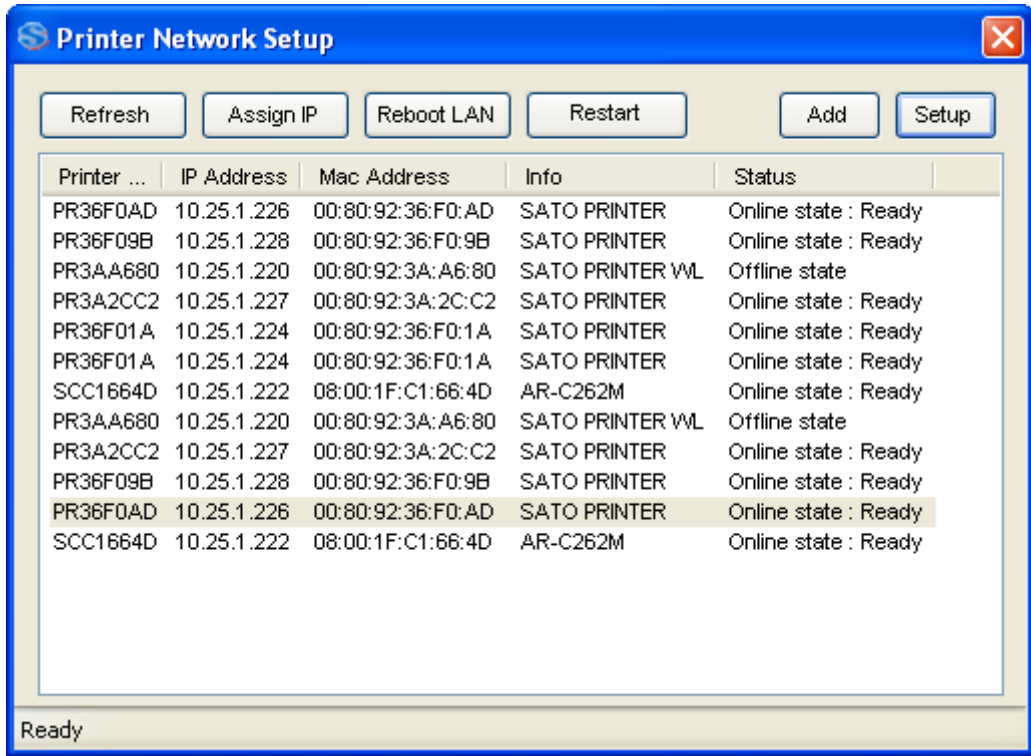 Printer Network Setup
Refresh Assign IP Reboot LAN Restart Add Setup
Printer ... IP Address Mac Address Info Status
PR36F0AD 10.25.1.226 00:80:92:36:F0:AD SATO PRINTER Online state : Ready
PR36F09B 10.25.1.228 00:80:92:36:F0:9B SATO PRINTER Online state : Ready
PR3AA680 10.25.1.220 00:80:92:3A:A6:80 SATO PRINTER WL Offline state
PR3A2CC2 10.25.1.227 00:80:92:3A:2C:C2 SATO PRINTER Online state : Ready
PR36F01A 10.25.1.224 00:80:92:36:F0:1A SATO PRINTER Online state : Ready
PR36F01A 10.25.1.224 00:80:92:36:F0:1A SATO PRINTER Online state : Ready
SCC1664D 10.25.1.222 08:00:1F:C1:66:4D AR-C262M Online state : Ready
PR3AA680 10.25.1.220 00:80:92:3A:A6:80 SATO PRINTER WL Offline state
PR3A2CC2 10.25.1.227 00:80:92:3A:2C:C2 SATO PRINTER Online state : Ready
PR36F09B 10.25.1.228 00:80:92:36:F0:9B SATO PRINTER Online state : Ready
PR36F0AD 10.25.1.226 00:80:92:36:F0:AD SATO PRINTER Online state : Ready
SCC1664D 10.25.1.222 08:00:1F:C1:66:4D AR-C262M Online state : Ready
Ready